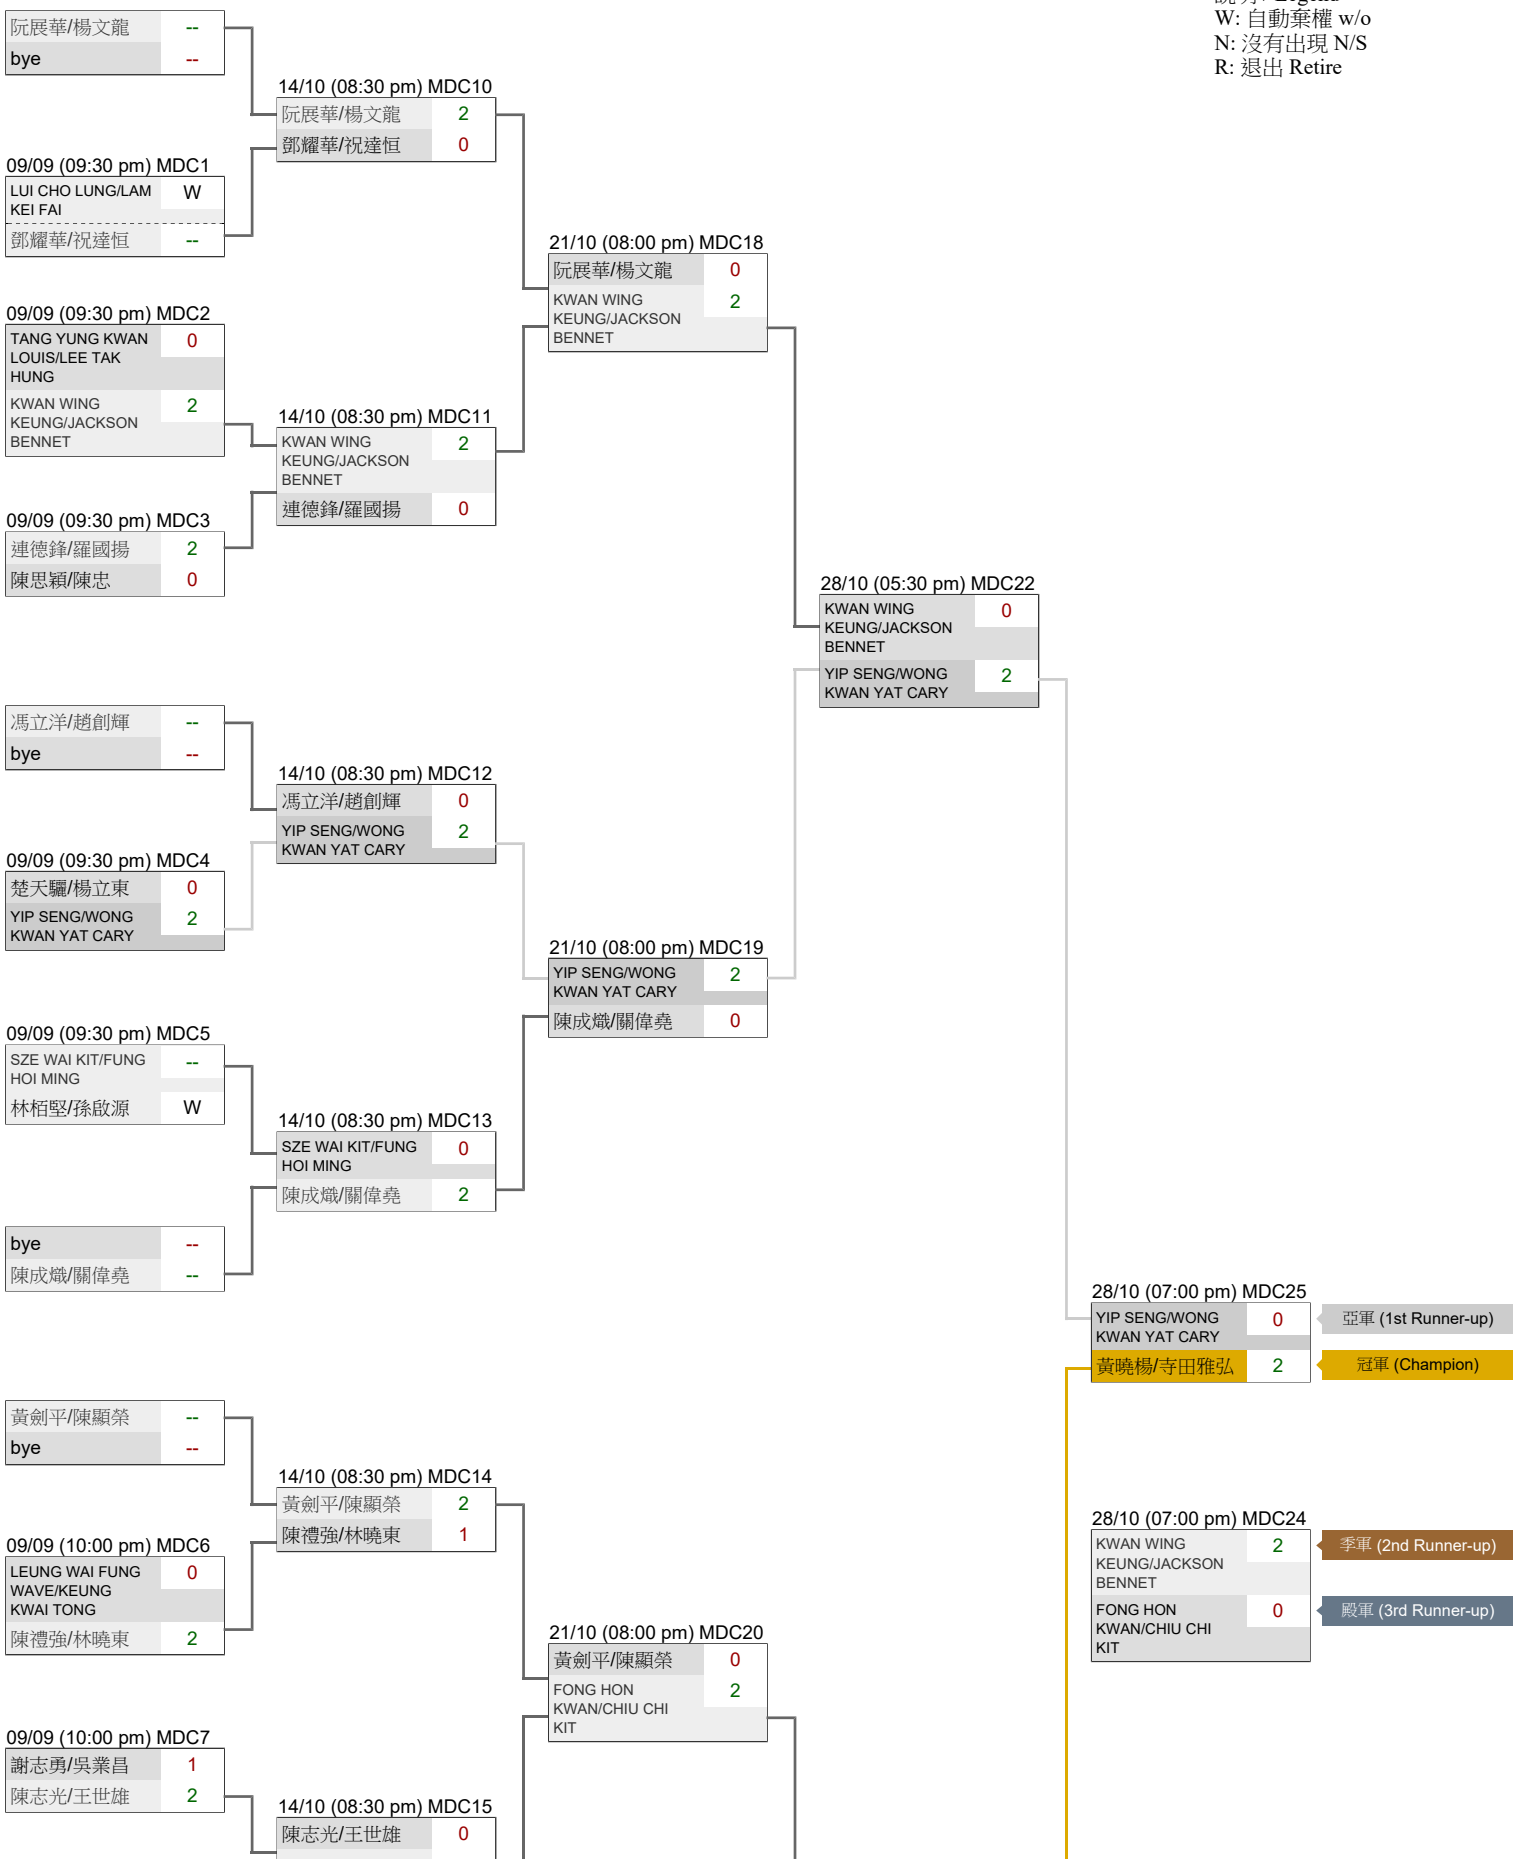 阮展華/楊文龍 --
bye --
說明/ Legend
W: 自動棄權 w/o
N: 沒有出現 N/S
R: 退出 Retire
14/10 (08:30 pm) MDC10
阮展華/楊文龍 2
鄧耀華/祝達恒 0
09/09 (09:30 pm) MDC1
LUI CHO LUNG/LAM W
KEI FAI
鄧耀華/祝達恒 --
21/10 (08:00 pm) MDC18
阮展華/楊文龍 0
KWAN WING 2
KEUNG/JACKSON
BENNET
09/09 (09:30 pm) MDC2
TANG YUNG KWAN 0
LOUIS/LEE TAK
HUNG
KWAN WING 2
KEUNG/JACKSON
BENNET
14/10 (08:30 pm) MDC11
KWAN WING 2
KEUNG/JACKSON
BENNET
連德鋒/羅國揚 0
09/09 (09:30 pm) MDC3
連德鋒/羅國揚 2
陳思穎/陳忠 0
28/10 (05:30 pm) MDC22
KWAN WING 0
KEUNG/JACKSON
BENNET
YIP SENG/WONG 2
KWAN YAT CARY
馮立洋/趙創輝 --
bye --
14/10 (08:30 pm) MDC12
馮立洋/趙創輝 0
YIP SENG/WONG 2
KWAN YAT CARY
09/09 (09:30 pm) MDC4
楚天驪/楊立東 0
YIP SENG/WONG 2
KWAN YAT CARY
21/10 (08:00 pm) MDC19
YIP SENG/WONG 2
KWAN YAT CARY
陳成熾/關偉堯 0
09/09 (09:30 pm) MDC5
SZE WAI KIT/FUNG --
HOI MING
林栢堅/孫啟源 W
14/10 (08:30 pm) MDC13
SZE WAI KIT/FUNG 0
HOI MING
陳成熾/關偉堯 2
bye --
陳成熾/關偉堯 --
28/10 (07:00 pm) MDC25
YIP SENG/WONG 0
KWAN YAT CARY
亞軍 (1st Runner-up)
黃曉楊/寺田雅弘 2
冠軍 (Champion)
黃劍平/陳顯榮 --
bye --
14/10 (08:30 pm) MDC14
黃劍平/陳顯榮 2
陳禮強/林曉東 1
28/10 (07:00 pm) MDC24
KWAN WING 2
KEUNG/JACKSON
BENNET
季軍 (2nd Runner-up)
FONG HON 0
KWAN/CHIU CHI
KIT
殿軍 (3rd Runner-up)
09/09 (10:00 pm) MDC6
LEUNG WAI FUNG 0
WAVE/KEUNG
KWAI TONG
陳禮強/林曉東 2
21/10 (08:00 pm) MDC20
黃劍平/陳顯榮 0
FONG HON 2
KWAN/CHIU CHI
KIT
09/09 (10:00 pm) MDC7
謝志勇/吳業昌 1
陳志光/王世雄 2
14/10 (08:30 pm) MDC15
陳志光/王世雄 0